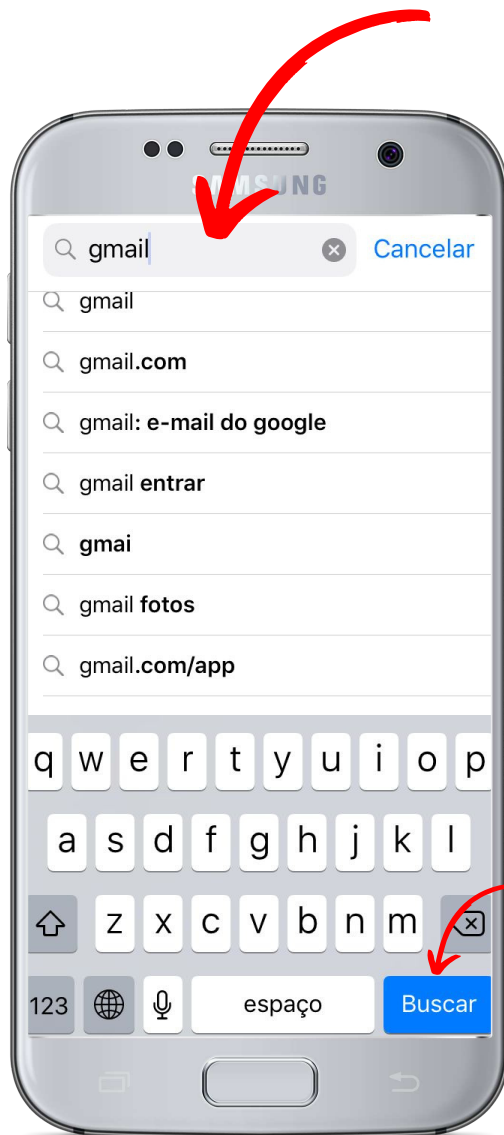 SAMSUNG
gmail
Cancelar
gmail
gmail.com
gmail: e-mail do google
gmail entrar
gmai
gmail fotos
gmail.com/app
q w e r t y u i o p
a s d f g h j k l
z x c v b n m
123
espaço
Buscar